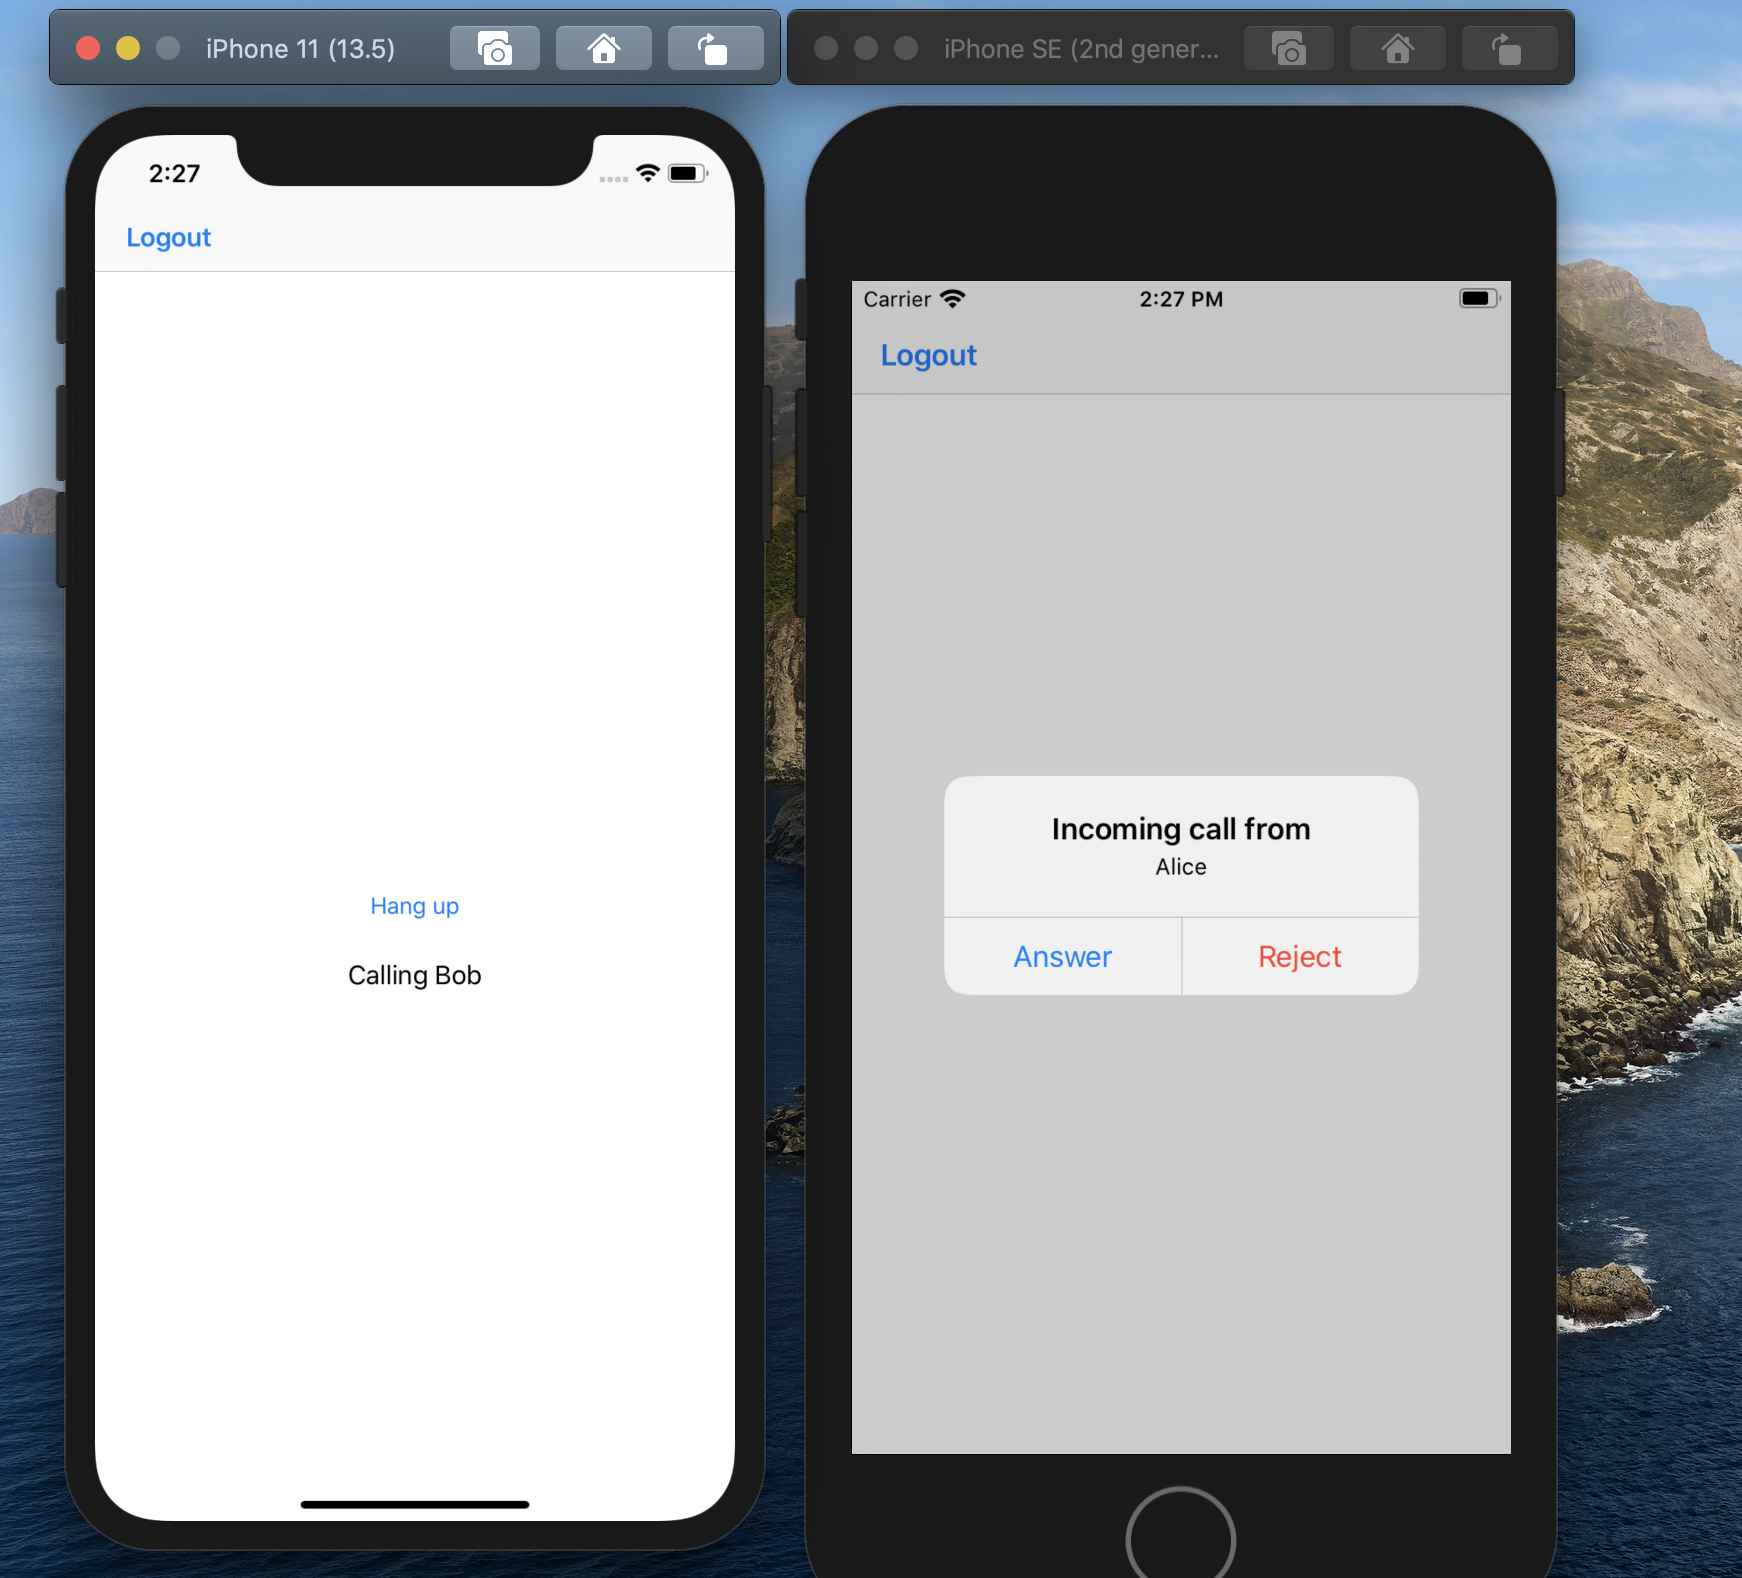 iPhone 11 (13.5)
iPhone SE (2nd gener...
2:27
Logout
Hang up
Calling Bob
Carrier
2:27 PM
Logout
Incoming call from
Alice
Answer
Reject